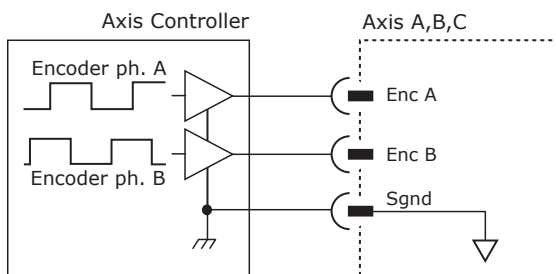 Axis Controller
Axis A,B,C
Encoder ph. A
Enc A
Enc B
Encoder ph. B
Sgnd